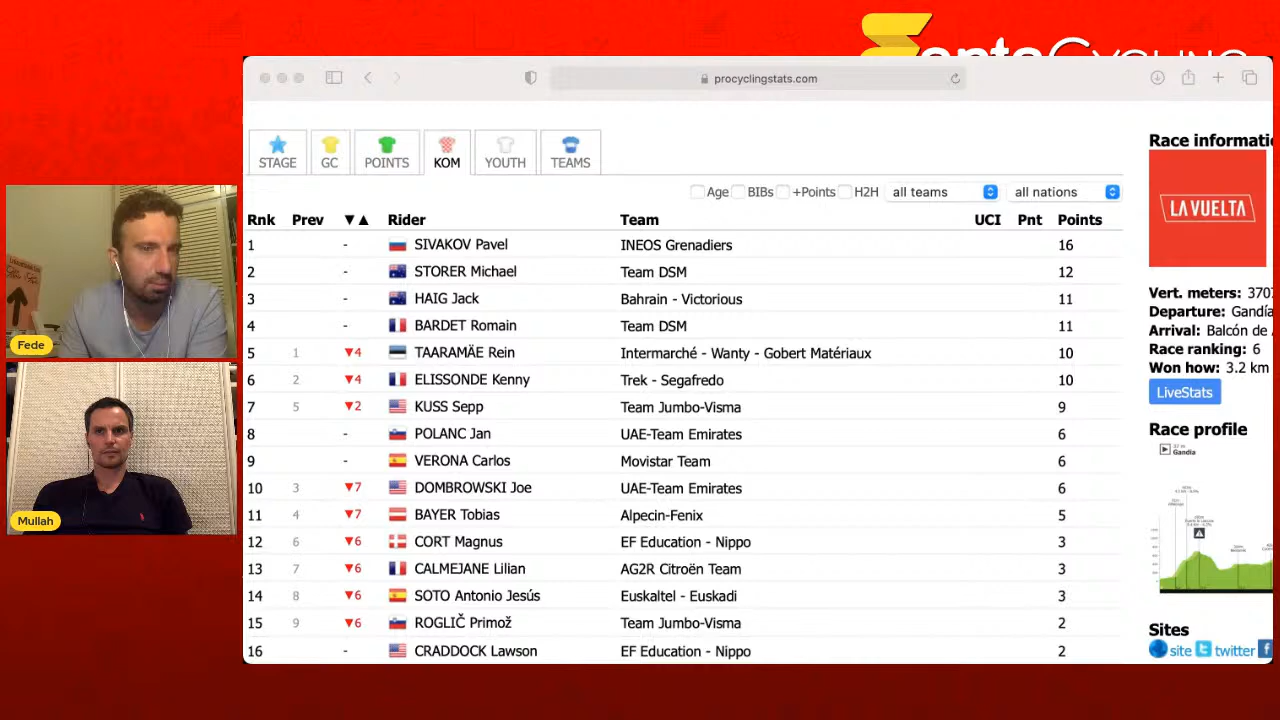 procyclingstats.com
STAGE GC POINTS KOM YOUTH TEAMS
Age BIBs +Points H2H all teams all nations
Rnk Prev ▼▲ Rider Team UCI Pnt Points
1 - SIVAKOV Pavel INEOS Grenadiers 16
2 - STORER Michael Team DSM 12
3 - HAIG Jack Bahrain - Victorious 11
4 - BARDET Romain Team DSM 11
5 1 ▼4 TAARAMÄE Rein Intermarché - Wanty - Gobert Matériaux 10
6 2 ▼4 ELISSONDE Kenny Trek - Segafredo 10
7 5 ▼2 KUSS Sepp Team Jumbo-Visma 9
8 - POLANC Jan UAE-Team Emirates 6
9 - VERONA Carlos Movistar Team 6
10 3 ▼7 DOMBROWSKI Joe UAE-Team Emirates 6
11 4 ▼7 BAYER Tobias Alpecin-Fenix 5
12 6 ▼6 CORT Magnus EF Education - Nippo 3
13 7 ▼6 CALMEJANE Lilian AG2R Citroën Team 3
14 8 ▼6 SOTO Antonio Jesús Euskaltel - Euskadi 3
15 9 ▼6 ROGLIČ Primož Team Jumbo-Visma 2
16 - CRADDOCK Lawson EF Education - Nippo 2
Race informati
LA VUELTA
Vert. meters: 370
Departure: Gandía
Arrival: Balcón de
Race ranking: 6
Won how: 3.2 km
LiveStats
Race profile
Gandia
Sites
site twitter
Fede
Mullah